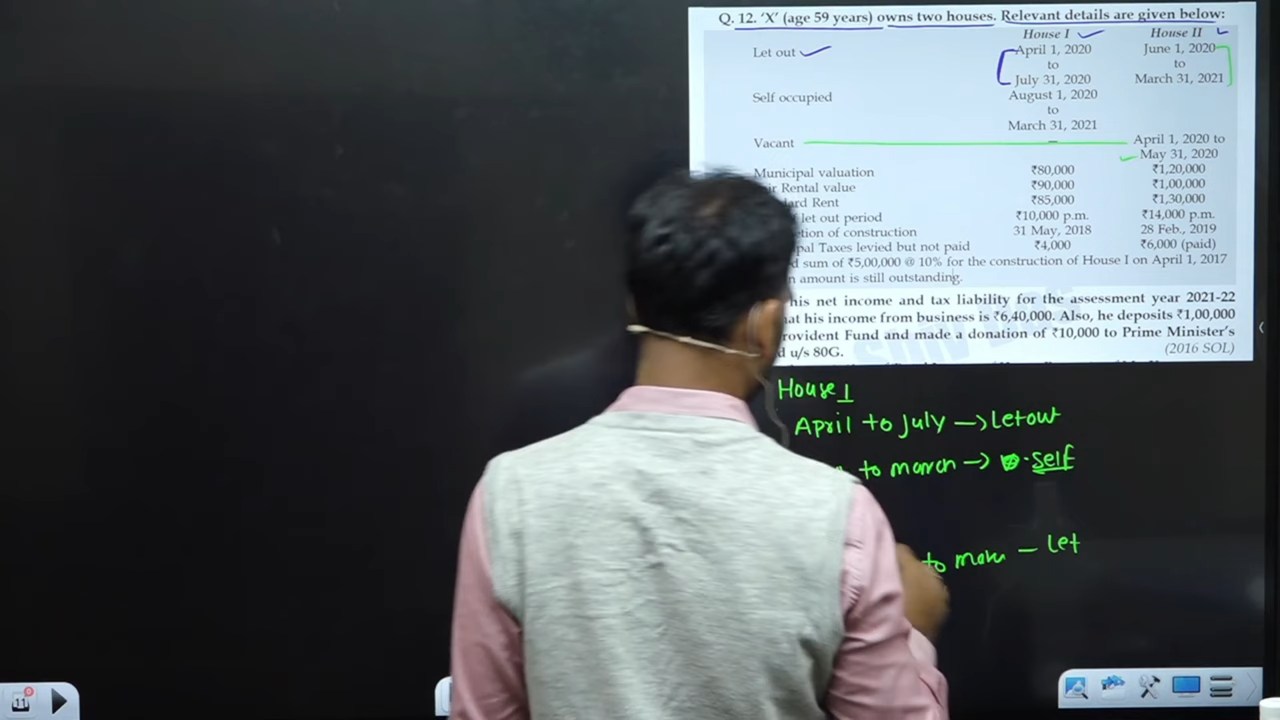 Q. 12. 'X' (age 59 years) owns two houses. Relevant details are given below:
House I House II
Let out April 1, 2020 June 1, 2020
to to
July 31, 2020 March 31, 2021
Self occupied August 1, 2020
to
March 31, 2021
Vacant – April 1, 2020 to
May 31, 2020
Municipal valuation ₹80,000 ₹1,20,000
Rental value ₹90,000 ₹1,00,000
Rent ₹85,000 ₹1,30,000
let out period ₹10,000 p.m. ₹14,000 p.m.
of construction 31 May, 2018 28 Feb., 2019
Taxes levied but not paid ₹4,000 ₹6,000 (paid)
sum of ₹5,00,000 @ 10% for the construction of House I on April 1, 2017
amount is still outstanding.
his net income and tax liability for the assessment year 2021-22
his income from business is ₹6,40,000. Also, he deposits ₹1,00,000
Fund and made a donation of ₹10,000 to Prime Minister's
u/s 80G. (2016 SOL)
House 1
April to July → Letout
to march → self
to – Let
11